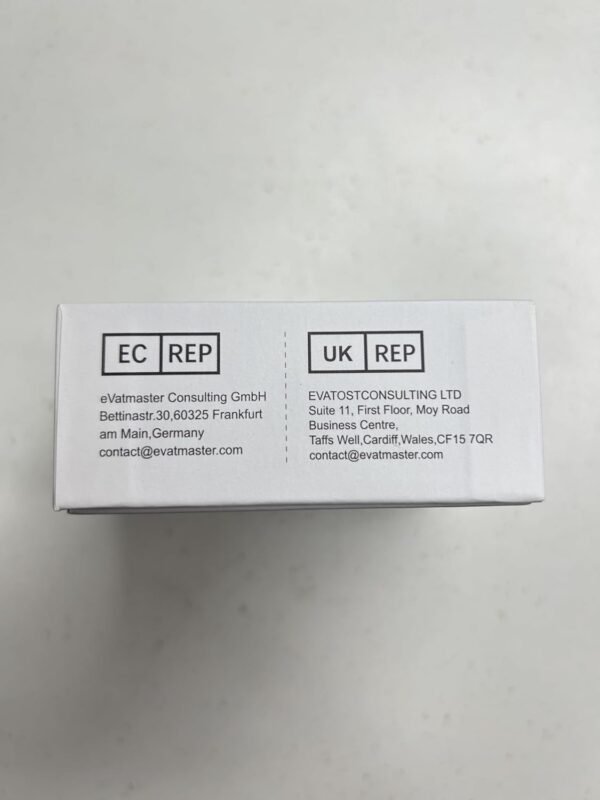 EC REP
eVatmaster Consulting GmbH
Bettinastr.30,60325 Frankfurt
am Main,Germany
contact@evatmaster.com
UK REP
EVATOSTCONSULTING LTD
Suite 11, First Floor, Moy Road
Business Centre,
Taffs Well,Cardiff,Wales,CF15 7QR
contact@evatmaster.com